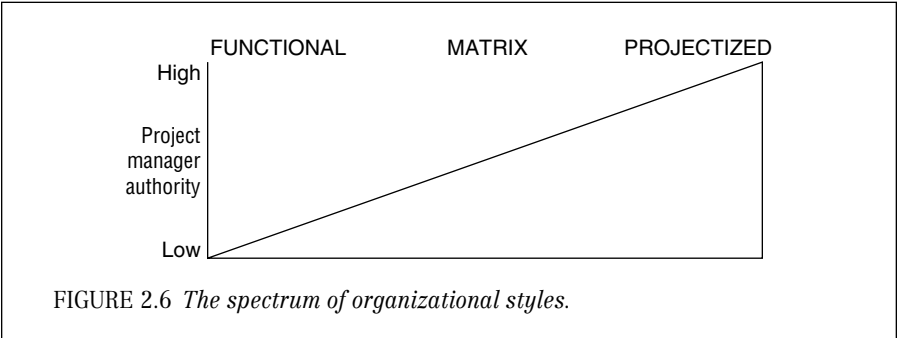 FUNCTIONAL MATRIX PROJECTIZED
High
Project
manager
authority
Low
FIGURE 2.6 The spectrum of organizational styles.